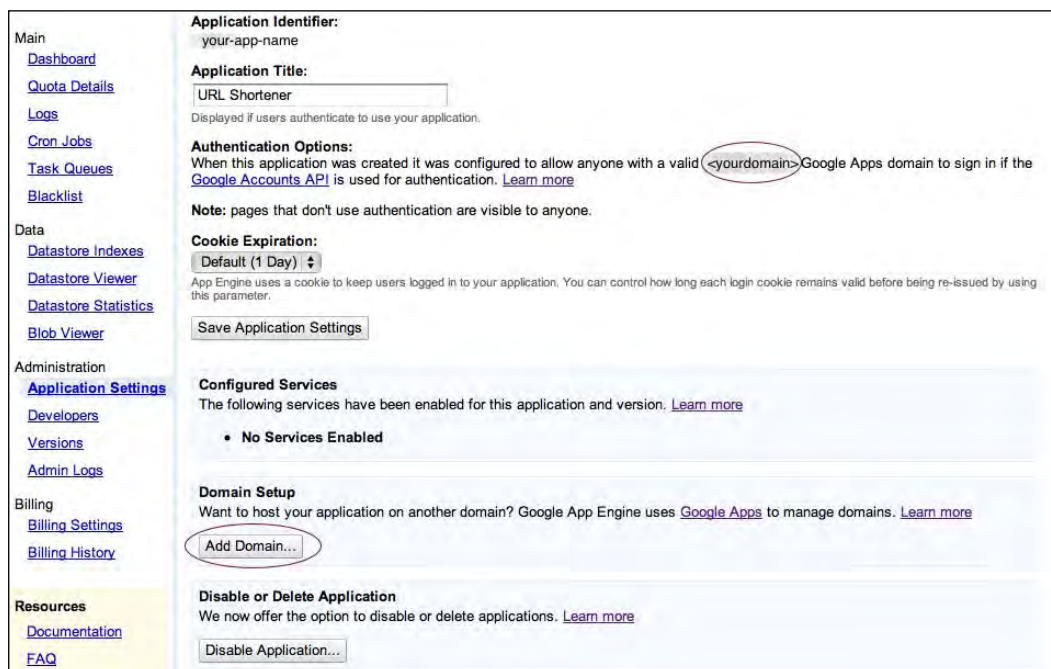 Main
Dashboard
Quota Details
Logs
Cron Jobs
Task Queues
Blacklist
Data
Datastore Indexes
Datastore Viewer
Datastore Statistics
Blob Viewer
Administration
Application Settings
Developers
Versions
Admin Logs
Billing
Billing Settings
Billing History
Resources
Documentation
FAQ
Application Identifier:
your-app-name
Application Title:
URL Shortener
Displayed if users authenticate to use your application.
Authentication Options:
When this application was created it was configured to allow anyone with a valid <yourdomain> Google Apps domain to sign in if the
Google Accounts API is used for authentication. Learn more
Note: pages that don't use authentication are visible to anyone.
Cookie Expiration:
Default (1 Day)
App Engine uses a cookie to keep users logged in to your application. You can control how long each login cookie remains valid before being re-issued by using
this parameter.
Save Application Settings
Configured Services
The following services have been enabled for this application and version. Learn more
• No Services Enabled
Domain Setup
Want to host your application on another domain? Google App Engine uses Google Apps to manage domains. Learn more
Add Domain...
Disable or Delete Application
We now offer the option to disable or delete applications. Learn more
Disable Application...